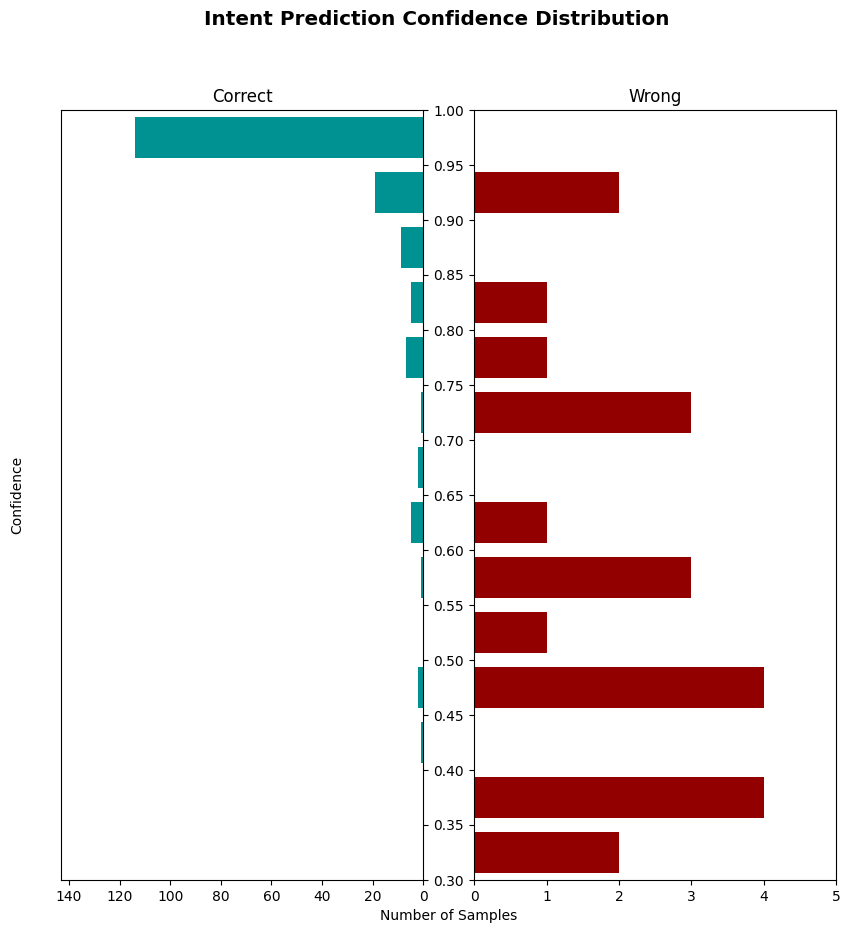 Intent Prediction Confidence Distribution
Correct
Wrong
1.00
0.95
0.90
0.85
0.80
0.75
0.70
0.65
0.60
0.55
0.50
0.45
0.40
0.35
0.30
Confidence
140 120 100 80 60 40 20 0
0 1 2 3 4 5
Number of Samples